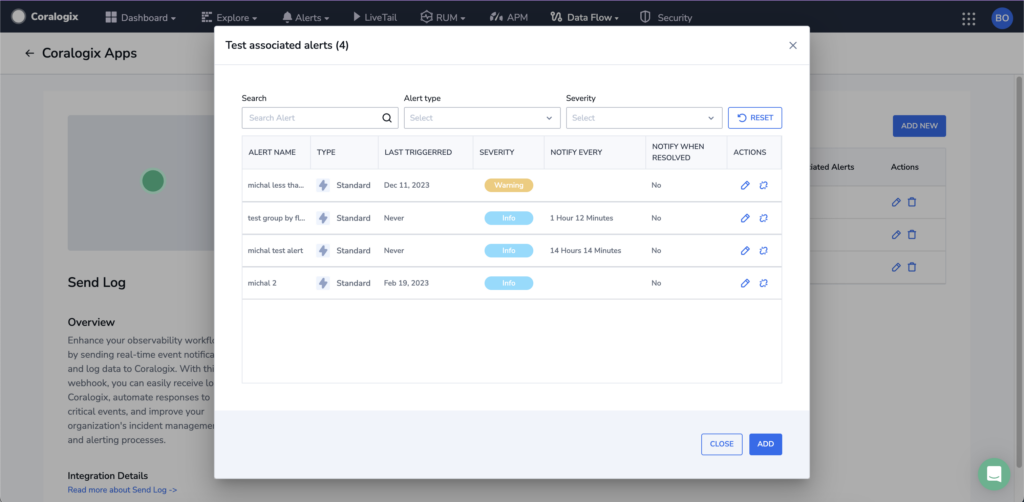 Coralogix
Dashboard
Explore
Alerts
LiveTail
RUM
APM
Data Flow
Security
BO
Coralogix Apps
Test associated alerts (4)
Search
Alert type
Severity
Search Alert
Select
Select
RESET
ADD NEW
ALERT NAME
TYPE
LAST TRIGGERRED
SEVERITY
NOTIFY EVERY
NOTIFY WHEN
RESOLVED
ACTIONS
Alerts
Actions
michal less tha...
Standard
Dec 11, 2023
Warning
No
test group by fl...
Standard
Never
Info
1 Hour 12 Minutes
No
michal test alert
Standard
Never
Info
14 Hours 14 Minutes
No
michal 2
Standard
Feb 19, 2023
Info
No
Send Log
Overview
Enhance your observability workfl
by sending real-time event notifica
and log data to Coralogix. With thi
webhook, you can easily receive lo
Coralogix, automate responses to
critical events, and improve your
organization's incident manageme
and alerting processes.
Integration Details
Read more about Send Log ->
CLOSE
ADD